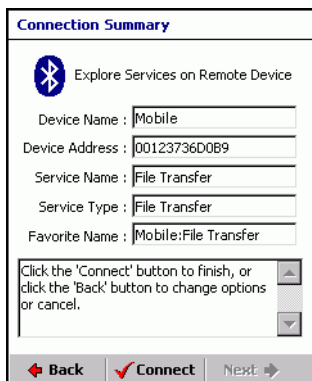 Connection Summary
Explore Services on Remote Device
Device Name : Mobile
Device Address : 00123736D0B9
Service Name : File Transfer
Service Type : File Transfer
Favorite Name : Mobile:File Transfer
Click the 'Connect' button to finish, or
click the 'Back' button to change options
or cancel.
Back Connect Next